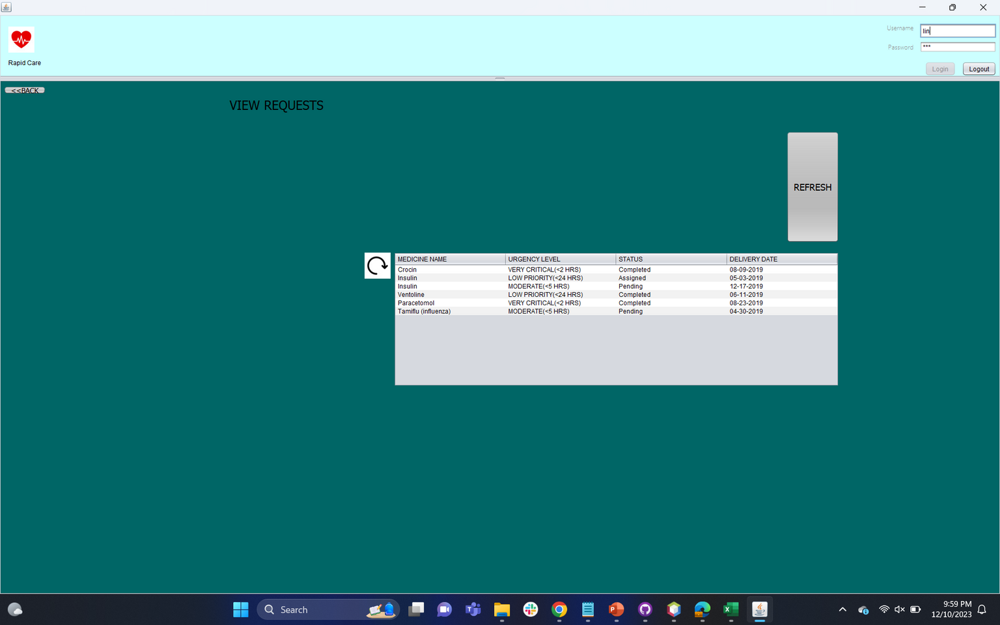 Username lin
Rapid Care
Password ***
Login Logout
<<BACK
VIEW REQUESTS
REFRESH
MEDICINE NAME URGENCY LEVEL STATUS DELIVERY DATE
Crocin VERY CRITICAL(<2 HRS) Completed 08-09-2019
Insulin LOW PRIORITY(<24 HRS) Assigned 05-03-2019
Insulin MODERATE(<5 HRS) Pending 12-17-2019
Ventoline LOW PRIORITY(<24 HRS) Completed 06-11-2019
Paracetomol VERY CRITICAL(<2 HRS) Completed 08-23-2019
Tamiflu (influenza) MODERATE(<5 HRS) Pending 04-30-2019
Search
9:59 PM
12/10/2023